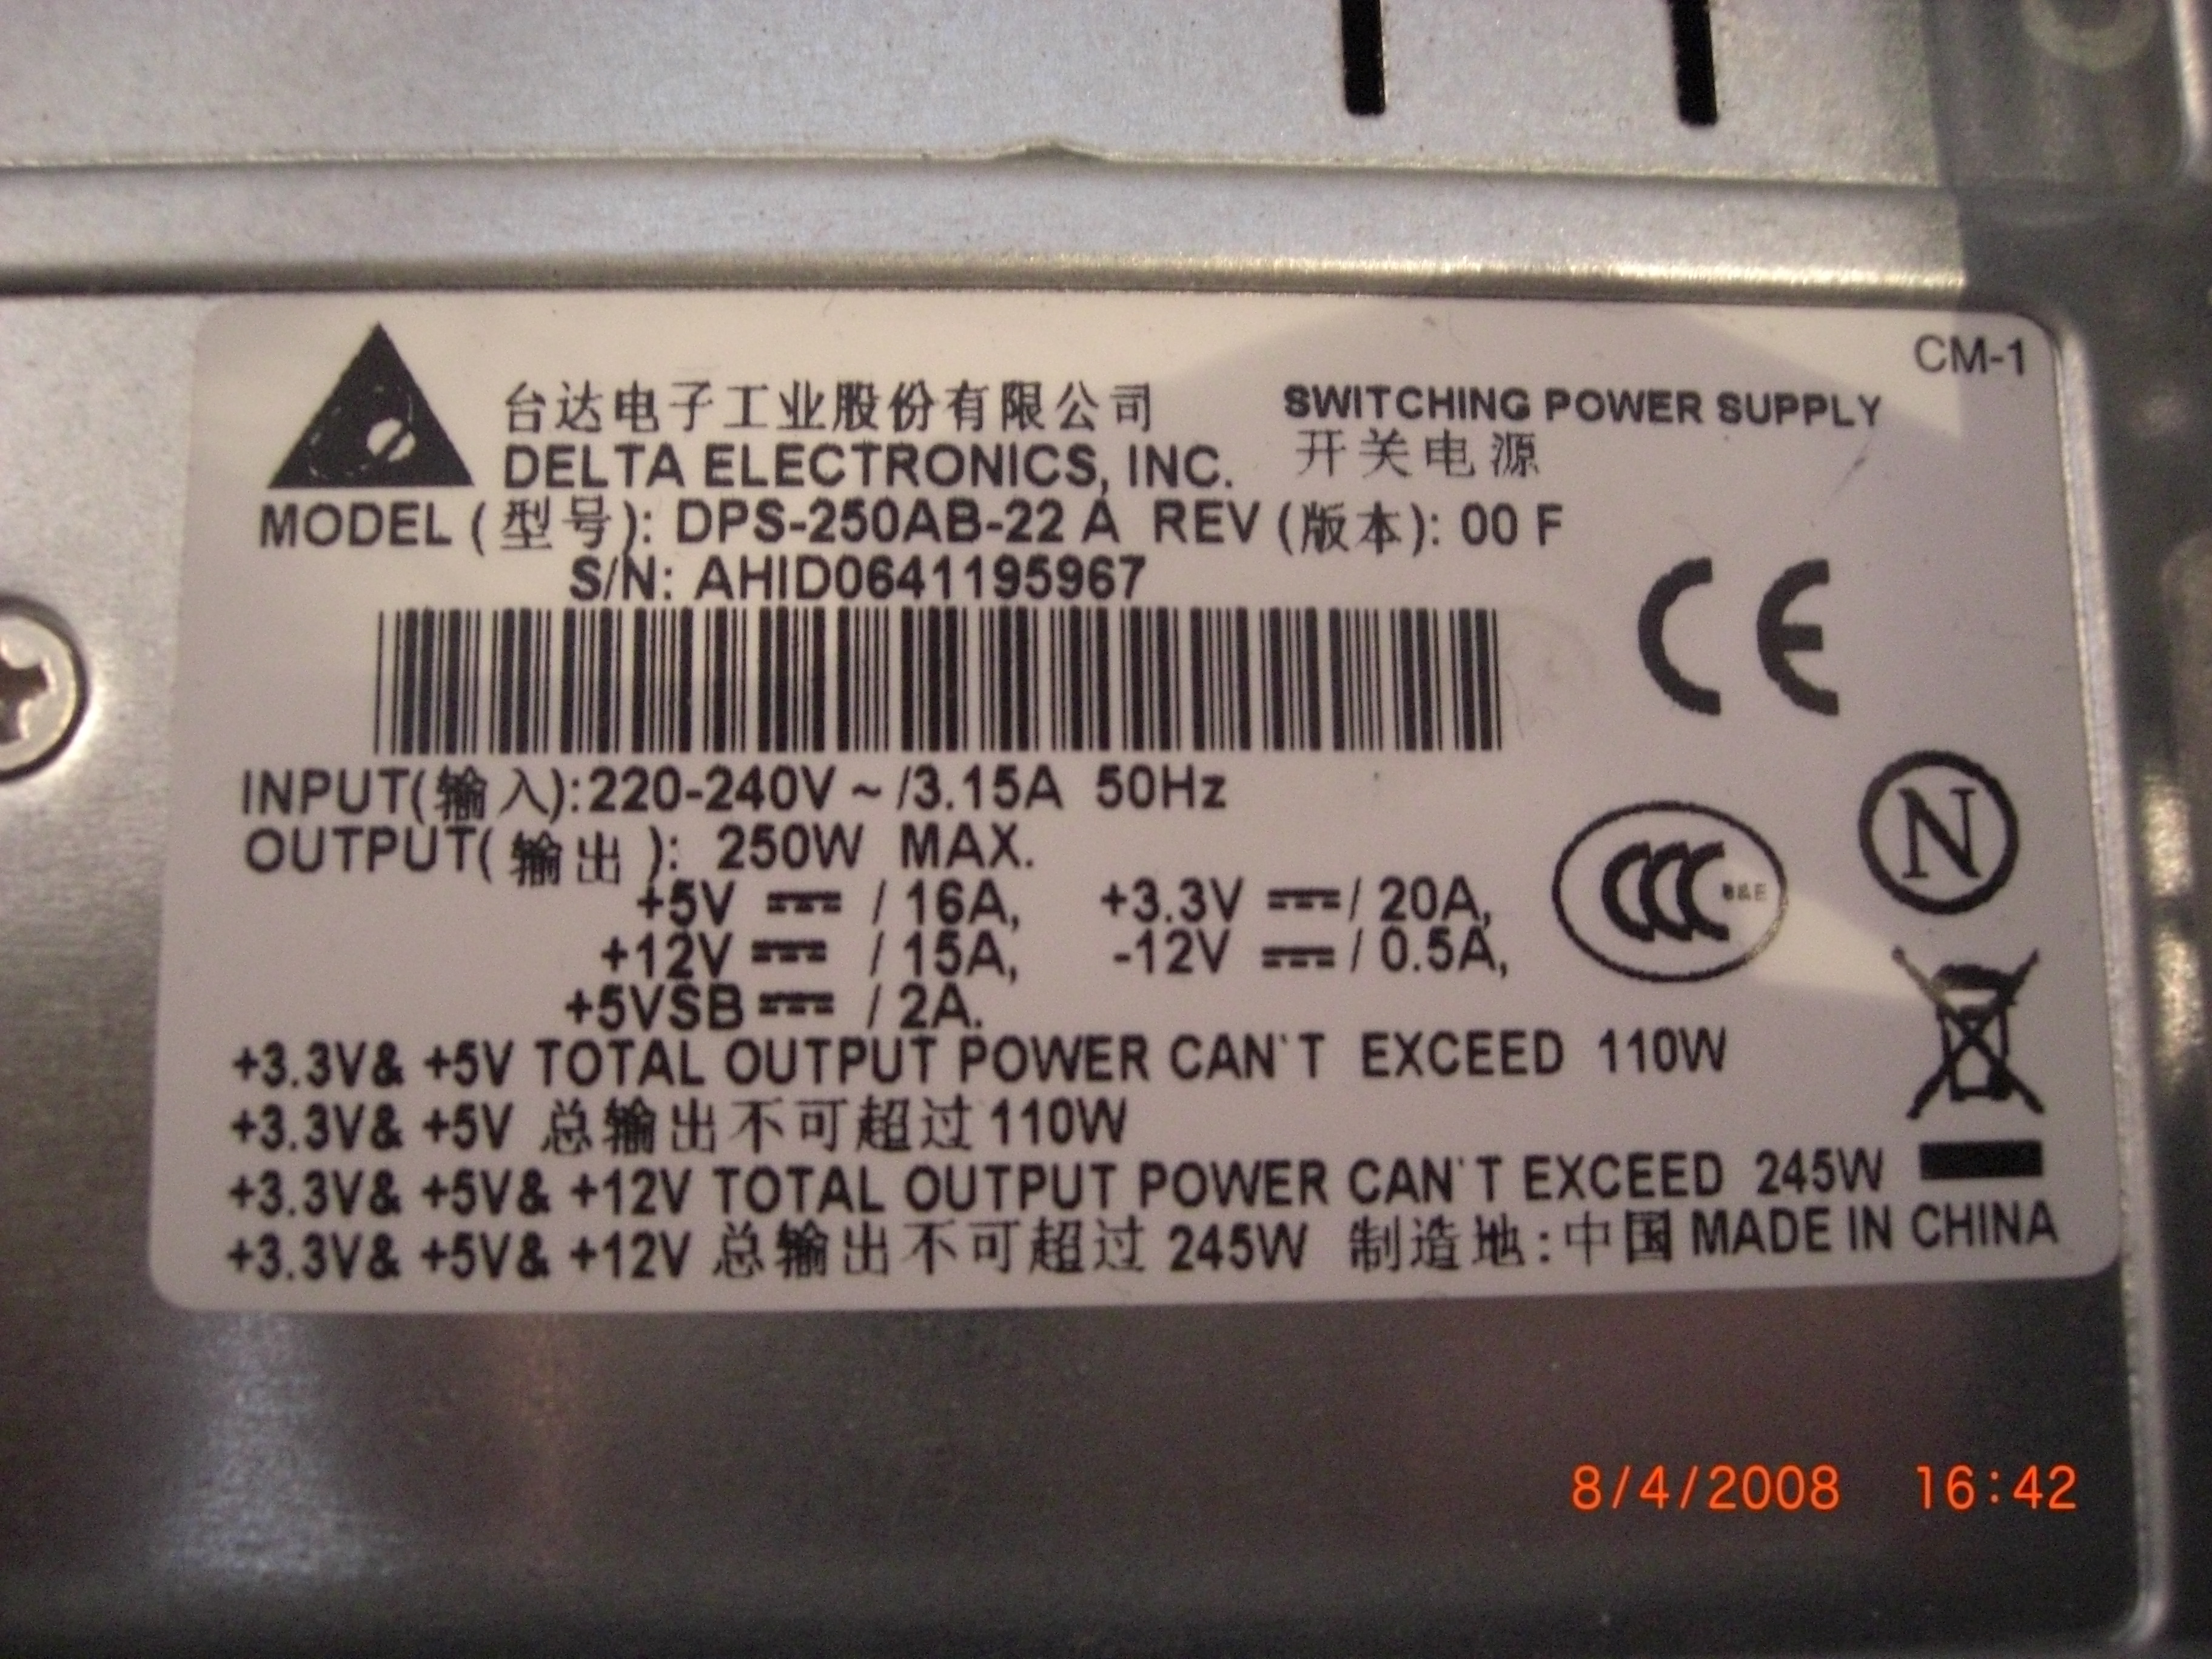 CM-1
台达电子工业股份有限公司 SWITCHING POWER SUPPLY
DELTA ELECTRONICS, INC. 开关电源
MODEL (型号): DPS-250AB-22 A REV (版本): 00 F
S/N: AHID0641195967
CE
INPUT(输入):220-240V ~ /3.15A 50Hz
N
OUTPUT(输出): 250W MAX.
CCC S&E
+5V ⎓ / 16A, +3.3V ⎓ / 20A,
+12V ⎓ / 15A, -12V ⎓ / 0.5A,
+5VSB ⎓ / 2A.
+3.3V& +5V TOTAL OUTPUT POWER CAN'T EXCEED 110W
+3.3V& +5V 总输出不可超过110W
+3.3V& +5V& +12V TOTAL OUTPUT POWER CAN'T EXCEED 245W
+3.3V& +5V& +12V 总输出不可超过 245W 制造地:中国 MADE IN CHINA
8/4/2008 16:42